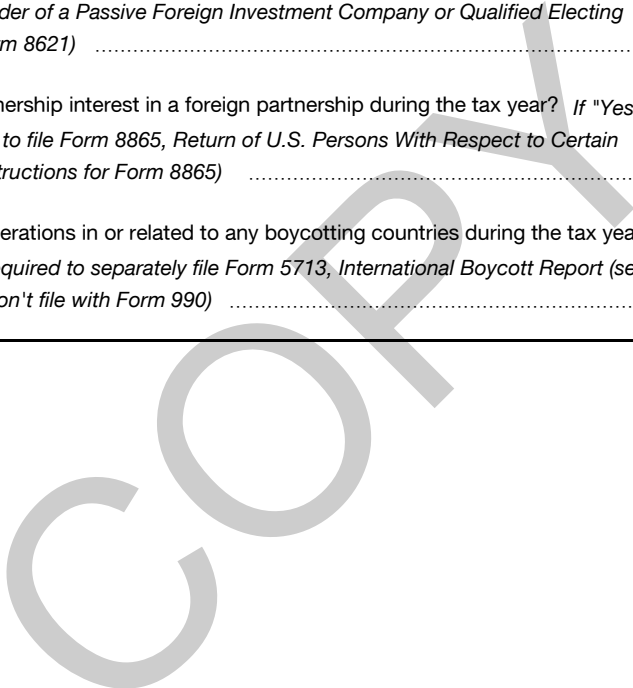 der of a Passive Foreign Investment Company or Qualified Electing
rm 8621) ........................................................................................................
nership interest in a foreign partnership during the tax year? If "Yes
to file Form 8865, Return of U.S. Persons With Respect to Certain
tructions for Form 8865) ........................................................................
erations in or related to any boycotting countries during the tax yea
equired to separately file Form 5713, International Boycott Report (se
on't file with Form 990) ........................................................................
COPY